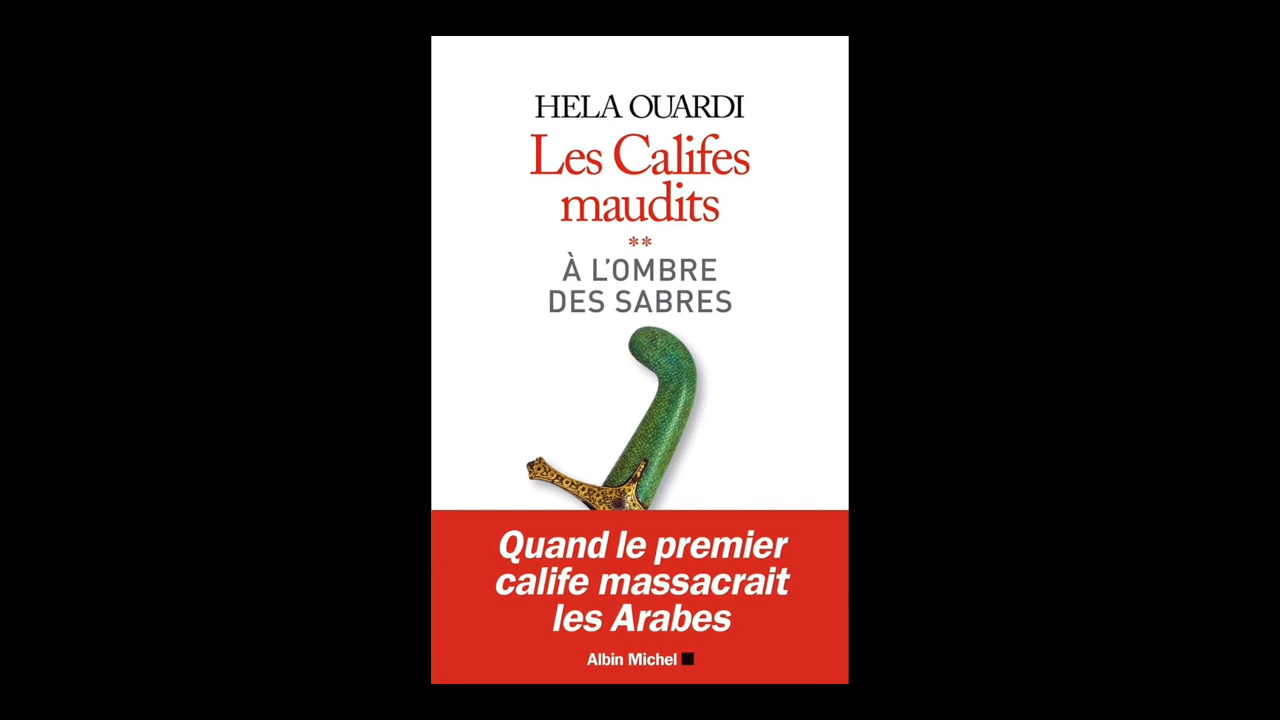 HELA OUARDI
Les Califes
maudits
**
À L'OMBRE
DES SABRES
Quand le premier
calife massacrait
les Arabes
Albin Michel